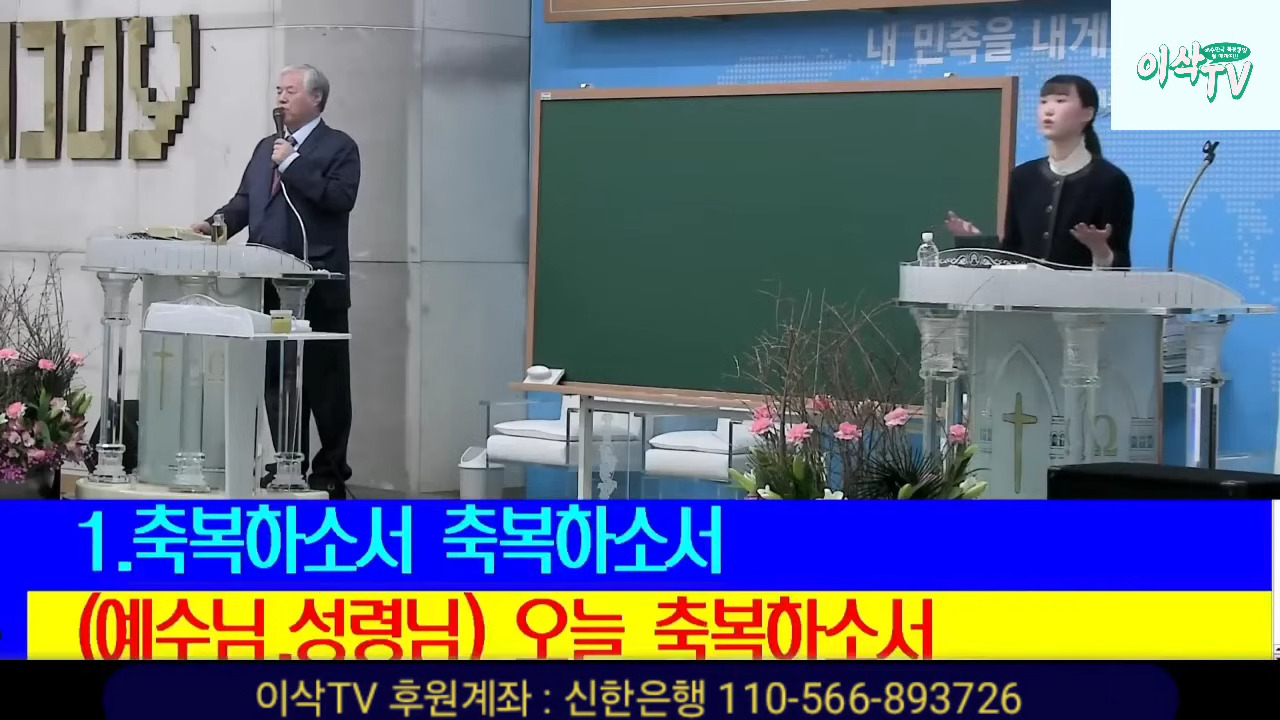 내 민족을 내게
이삭TV
1.축복하소서 축복하소서
(예수님.성령님) 오늘 축복하소서
이삭TV 후원계좌 : 신한은행 110-566-893726